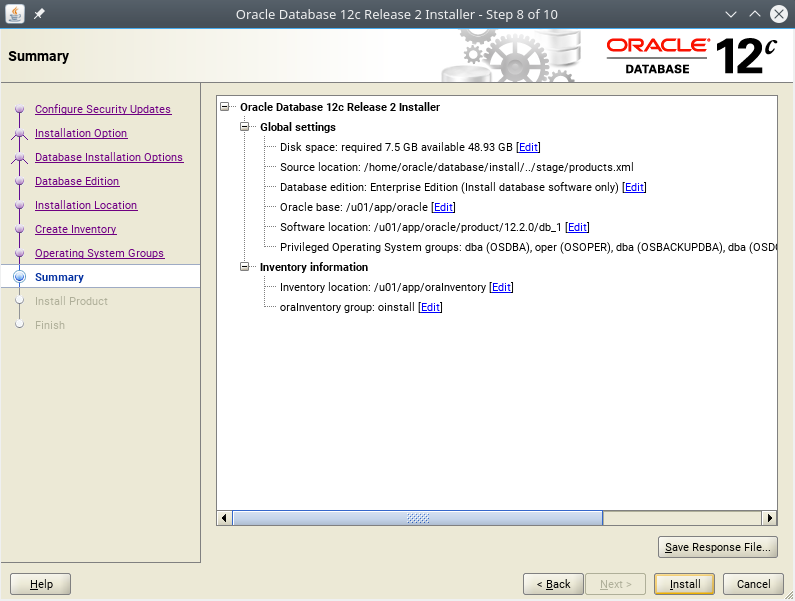 Oracle Database 12c Release 2 Installer - Step 8 of 10
Summary
ORACLE
DATABASE
12c
Configure Security Updates
Installation Option
Database Installation Options
Database Edition
Installation Location
Create Inventory
Operating System Groups
Summary
Install Product
Finish
Oracle Database 12c Release 2 Installer
Global settings
Disk space: required 7.5 GB available 48.93 GB [Edit]
Source location: /home/oracle/database/install/../stage/products.xml
Database edition: Enterprise Edition (Install database software only) [Edit]
Oracle base: /u01/app/oracle [Edit]
Software location: /u01/app/oracle/product/12.2.0/db_1 [Edit]
Privileged Operating System groups: dba (OSDBA), oper (OSOPER), dba (OSBACKUPDBA), dba (OSD
Inventory information
Inventory location: /u01/app/oraInventory [Edit]
oraInventory group: oinstall [Edit]
Save Response File...
Help
< Back
Next >
Install
Cancel